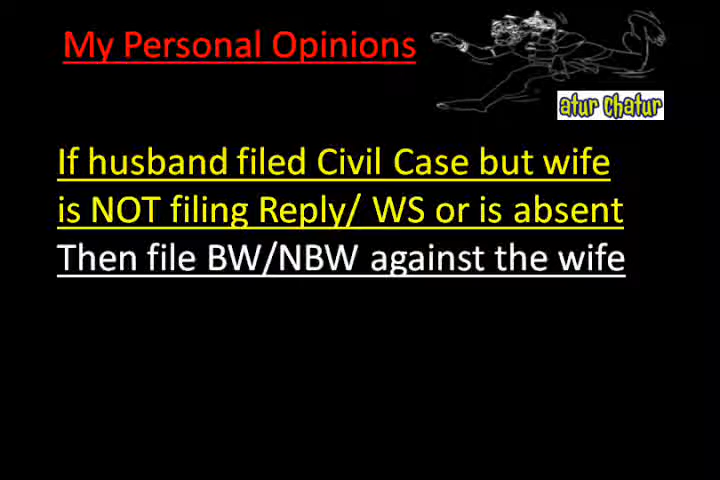 My Personal Opinions
atur chatur
If husband filed Civil Case but wife
is NOT filing Reply/ WS or is absent
Then file BW/NBW against the wife